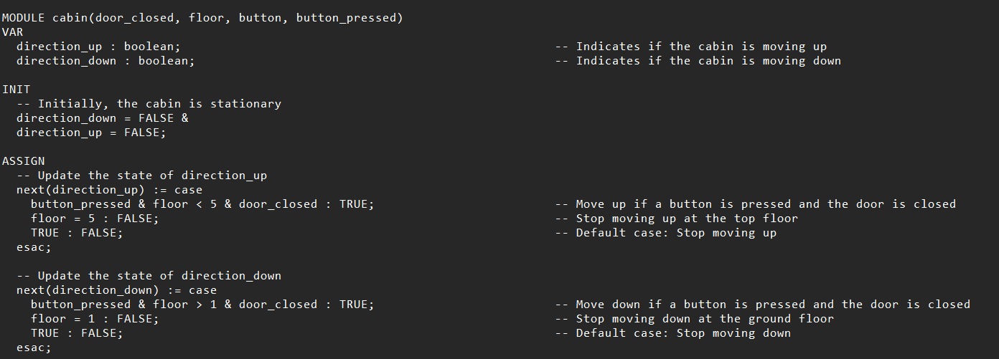 MODULE cabin(door_closed, floor, button, button_pressed)
VAR
  direction_up : boolean;                                                    -- Indicates if the cabin is moving up
  direction_down : boolean;                                                  -- Indicates if the cabin is moving down

INIT
  -- Initially, the cabin is stationary
  direction_down = FALSE &
  direction_up = FALSE;

ASSIGN
  -- Update the state of direction_up
  next(direction_up) := case
    button_pressed & floor < 5 & door_closed : TRUE;                         -- Move up if a button is pressed and the door is closed
    floor = 5 : FALSE;                                                       -- Stop moving up at the top floor
    TRUE : FALSE;                                                            -- Default case: Stop moving up
  esac;

  -- Update the state of direction_down
  next(direction_down) := case
    button_pressed & floor > 1 & door_closed : TRUE;                         -- Move down if a button is pressed and the door is closed
    floor = 1 : FALSE;                                                       -- Stop moving down at the ground floor
    TRUE : FALSE;                                                            -- Default case: Stop moving down
  esac;